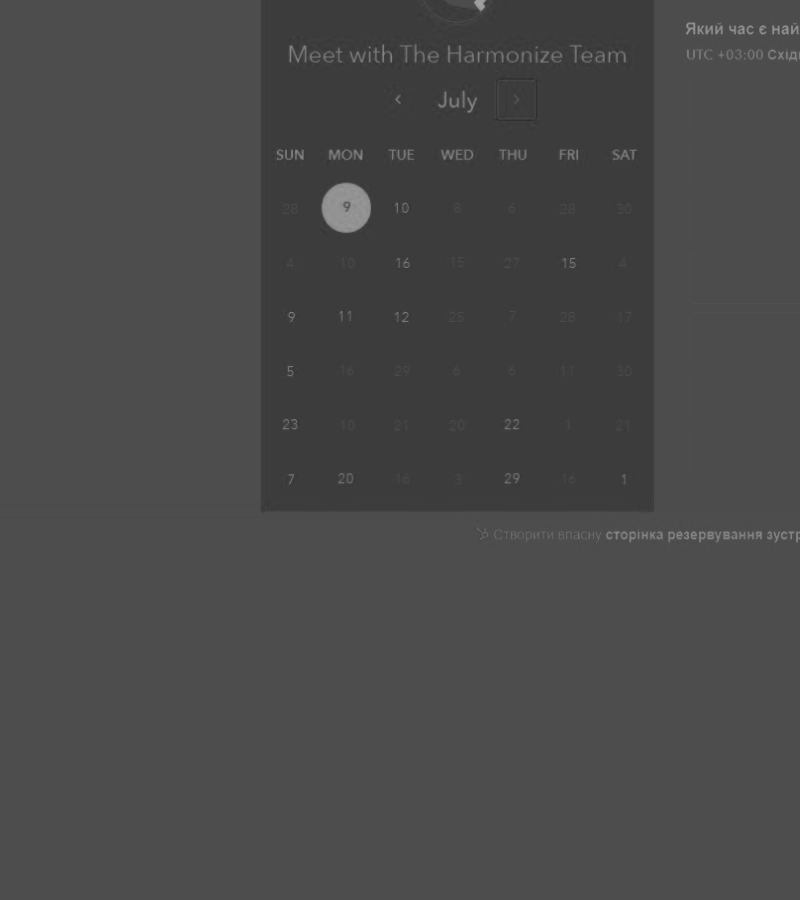 Meet with The Harmonize Team
July
SUN MON TUE WED THU FRI SAT
28 9 10 6 6 28 30
4 10 16 15 27 15 4
9 11 12 25 7 28 17
5 16 29 6 6 11 30
23 10 21 20 22 1 21
7 20 16 3 29 16 1
Який час є най
UTC +03:00 Східн
Створити власну сторінка резервування зустр